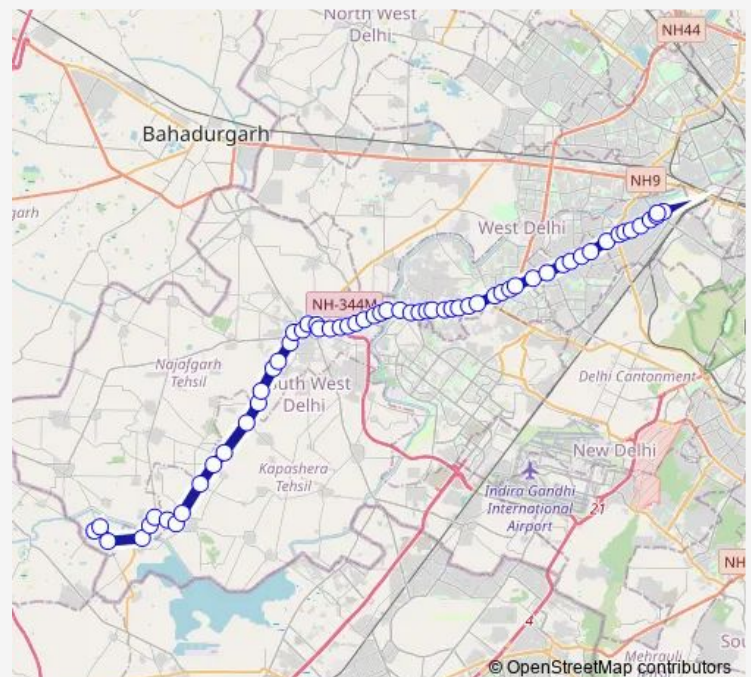 North West
Delhi
NH44
Bahadurgarh
NH9
garh
West Delhi
NH-344M
Najafgarh
Tehsil
South West
Delhi
Delhi Cantonment
New Delhi
Kapashera
Tehsil
Indira Gandhi
International
Airport
21
NH
4
Sou
Mehrauli
Tehsil
© OpenStreetMap contributors